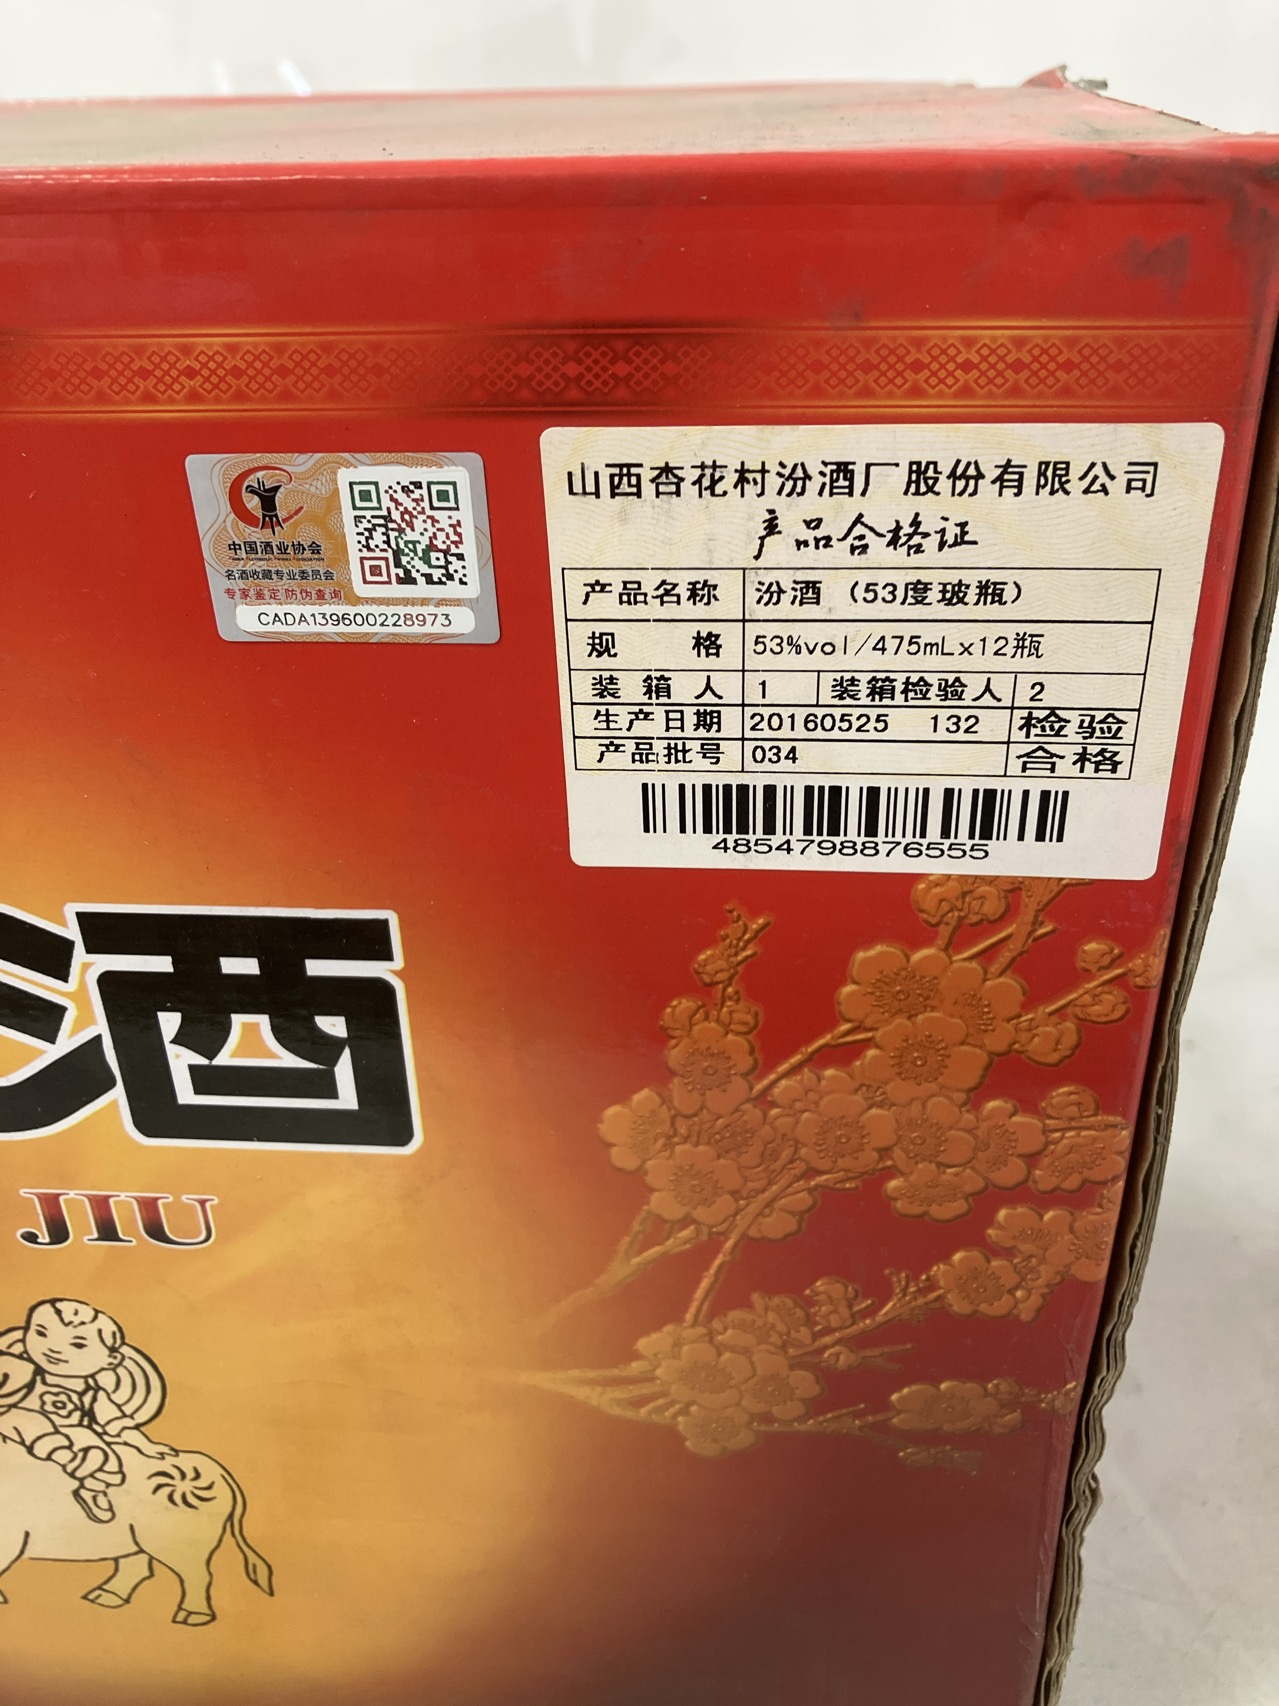 中国酒业协会
名酒收藏专业委员会
专家鉴定 防伪查询
CADA139600228973
山西杏花村汾酒厂股份有限公司
产品合格证
产品名称 汾酒（53度玻瓶）
规 格 53%vol/475mLx12瓶
装箱人 1 装箱检验人 2
生产日期 20160525 132 检验
产品批号 034 合格
4854798876555
酒
JIU